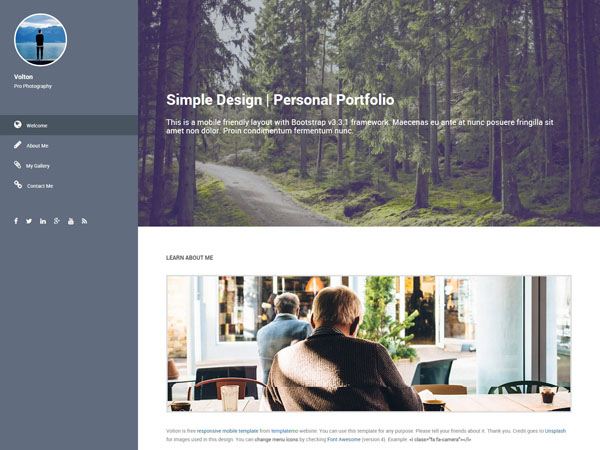 Volton
Pro Photography
Welcome
About Me
My Gallery
Contact Me
Simple Design | Personal Portfolio
This is a mobile friendly layout with Bootstrap v3.3.1 framework. Maecenas eu ante at nunc posuere fringilla sit
amet non dolor. Proin condimentum fermentum nunc.
LEARN ABOUT ME
Volton is free responsive mobile template from templatemo website. You can use this template for any purpose. Please tell your friends about it. Thank you. Credit goes to Unsplash
for images used in this design. You can change menu icons by checking Font Awesome (version 4). Example: <i class="fa fa-camera"></i>